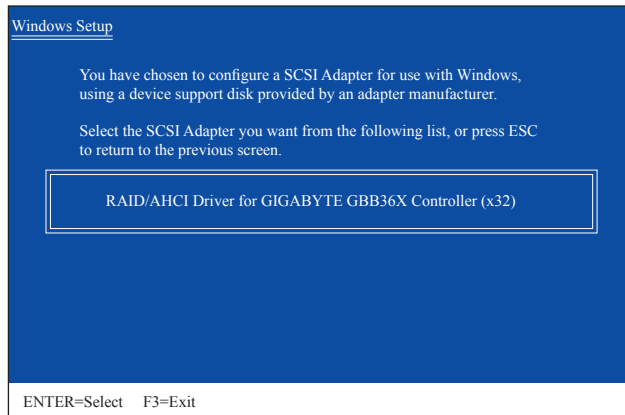 Windows Setup
You have chosen to configure a SCSI Adapter for use with Windows,
using a device support disk provided by an adapter manufacturer.
Select the SCSI Adapter you want from the following list, or press ESC
to return to the previous screen.
RAID/AHCI Driver for GIGABYTE GBB36X Controller (x32)
ENTER=Select F3=Exit